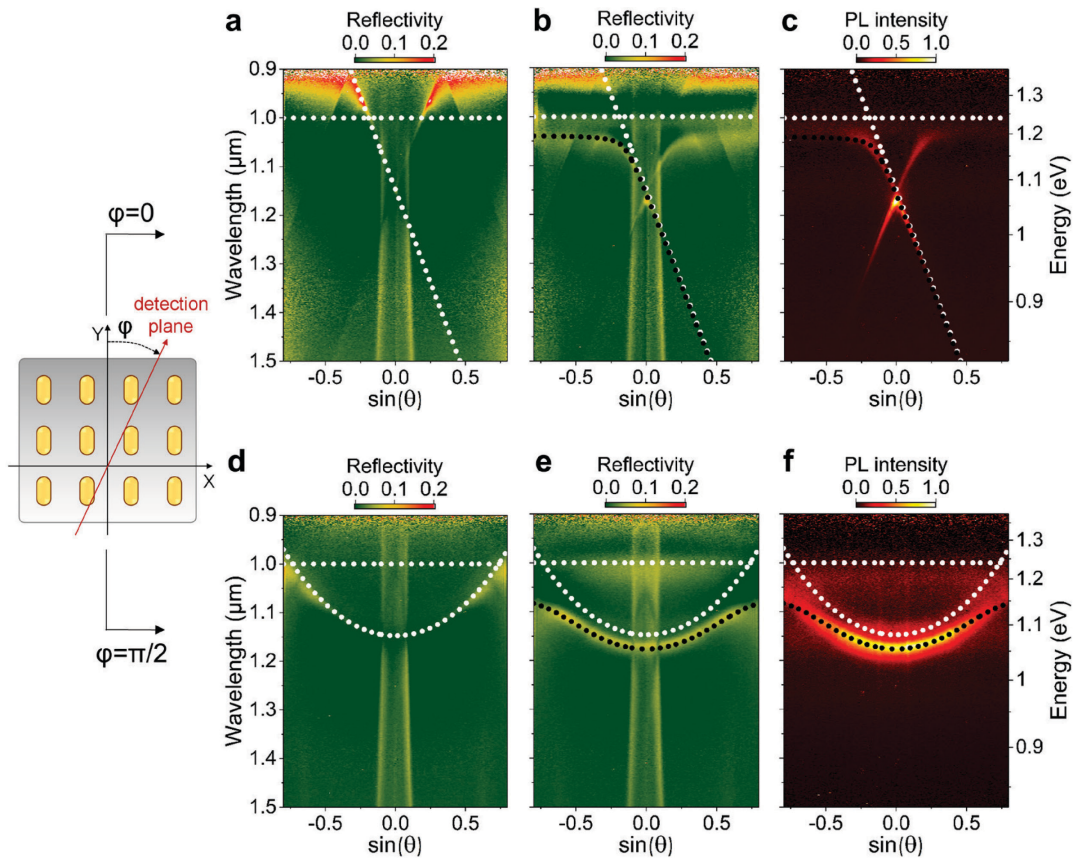 a b c
Reflectivity Reflectivity PL intensity
0.0 0.1 0.2 0.0 0.1 0.2 0.0 0.5 1.0
0.9
1.0
1.1
1.2
1.3
1.4
1.5
Wavelength (μm)
1.3
1.2
1.1
1
0.9
Energy (eV)
-0.5 0.0 0.5 -0.5 0.0 0.5 -0.5 0.0 0.5
sin(θ) sin(θ) sin(θ)
φ=0
detection
plane
Y φ
X
φ=π/2
d e f
Reflectivity Reflectivity PL intensity
0.0 0.1 0.2 0.0 0.1 0.2 0.0 0.5 1.0
0.9
1.0
1.1
1.2
1.3
1.4
1.5
Wavelength (μm)
1.3
1.2
1.1
1
0.9
Energy (eV)
-0.5 0.0 0.5 -0.5 0.0 0.5 -0.5 0.0 0.5
sin(θ) sin(θ) sin(θ)